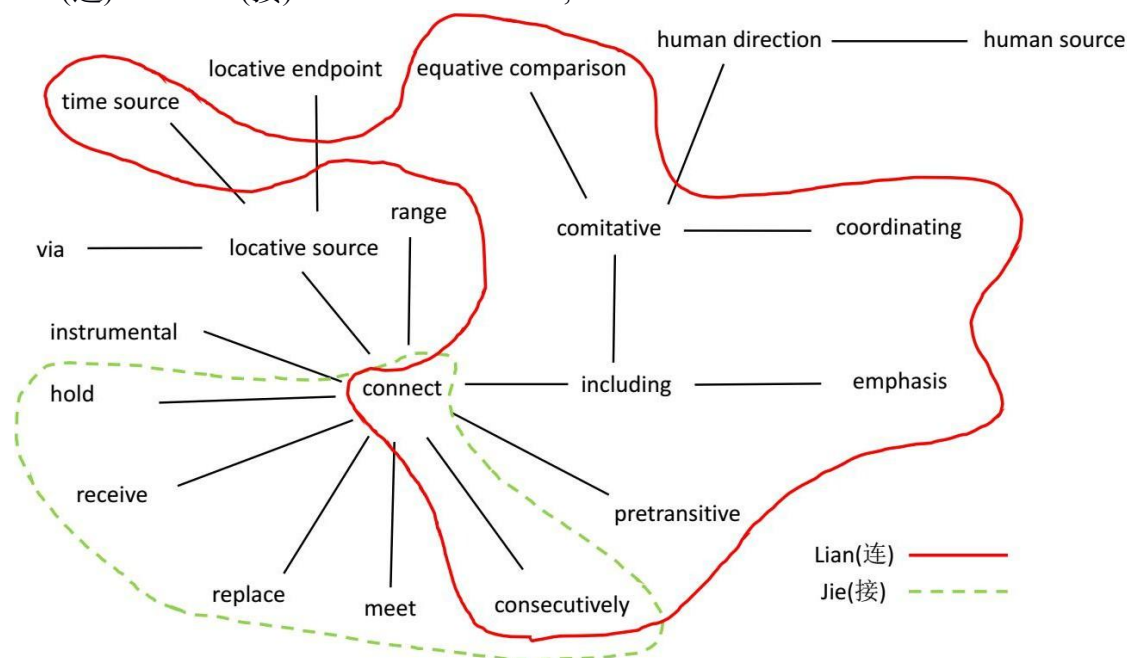 human direction
human source
locative endpoint
equative comparison
time source
range
comitative
coordinating
via
locative source
instrumental
connect
including
emphasis
hold
receive
pretransitive
Lian(连)
Jie(接)
replace
meet
consecutively